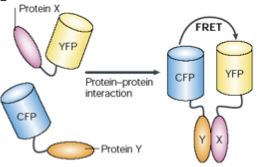 Protein X
YFP
CFP
Protein Y
Protein–protein
interaction
FRET
CFP
YFP
Y X